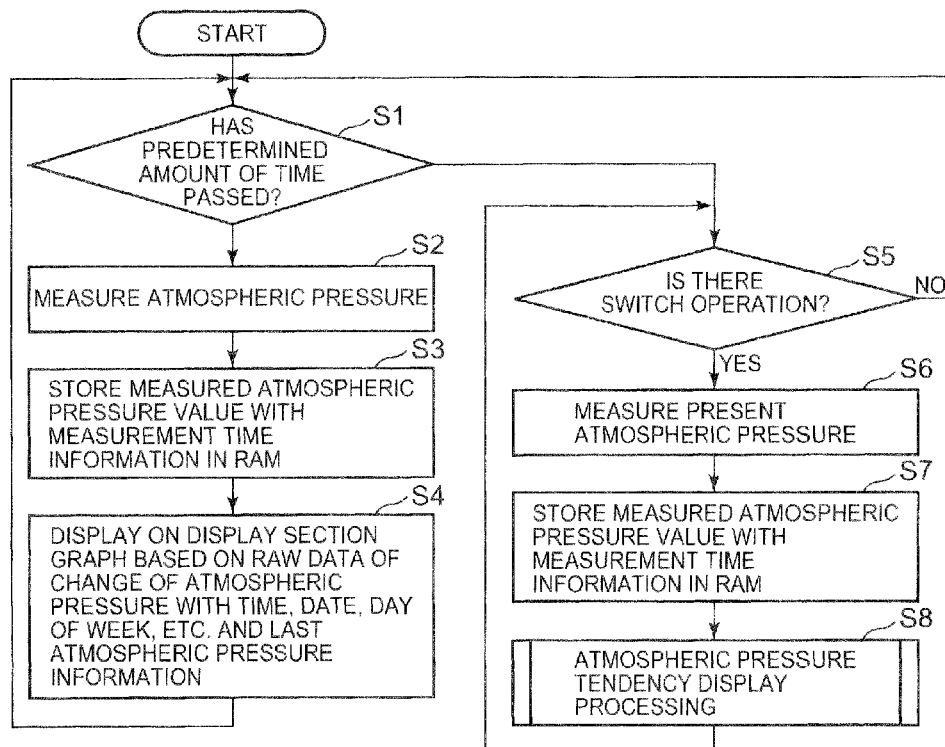 START
S1
HAS
PREDETERMINED
AMOUNT OF TIME
PASSED?
S2
MEASURE ATMOSPHERIC PRESSURE
S3
STORE MEASURED ATMOSPHERIC
PRESSURE VALUE WITH
MEASUREMENT TIME
INFORMATION IN RAM
S4
DISPLAY ON DISPLAY SECTION
GRAPH BASED ON RAW DATA OF
CHANGE OF ATMOSPHERIC
PRESSURE WITH TIME, DATE, DAY
OF WEEK, ETC. AND LAST
ATMOSPHERIC PRESSURE
INFORMATION
S5
IS THERE
SWITCH OPERATION?
NO
YES
S6
MEASURE PRESENT
ATMOSPHERIC PRESSURE
S7
STORE MEASURED ATMOSPHERIC
PRESSURE VALUE WITH
MEASUREMENT TIME
INFORMATION IN RAM
S8
ATMOSPHERIC PRESSURE
TENDENCY DISPLAY
PROCESSING